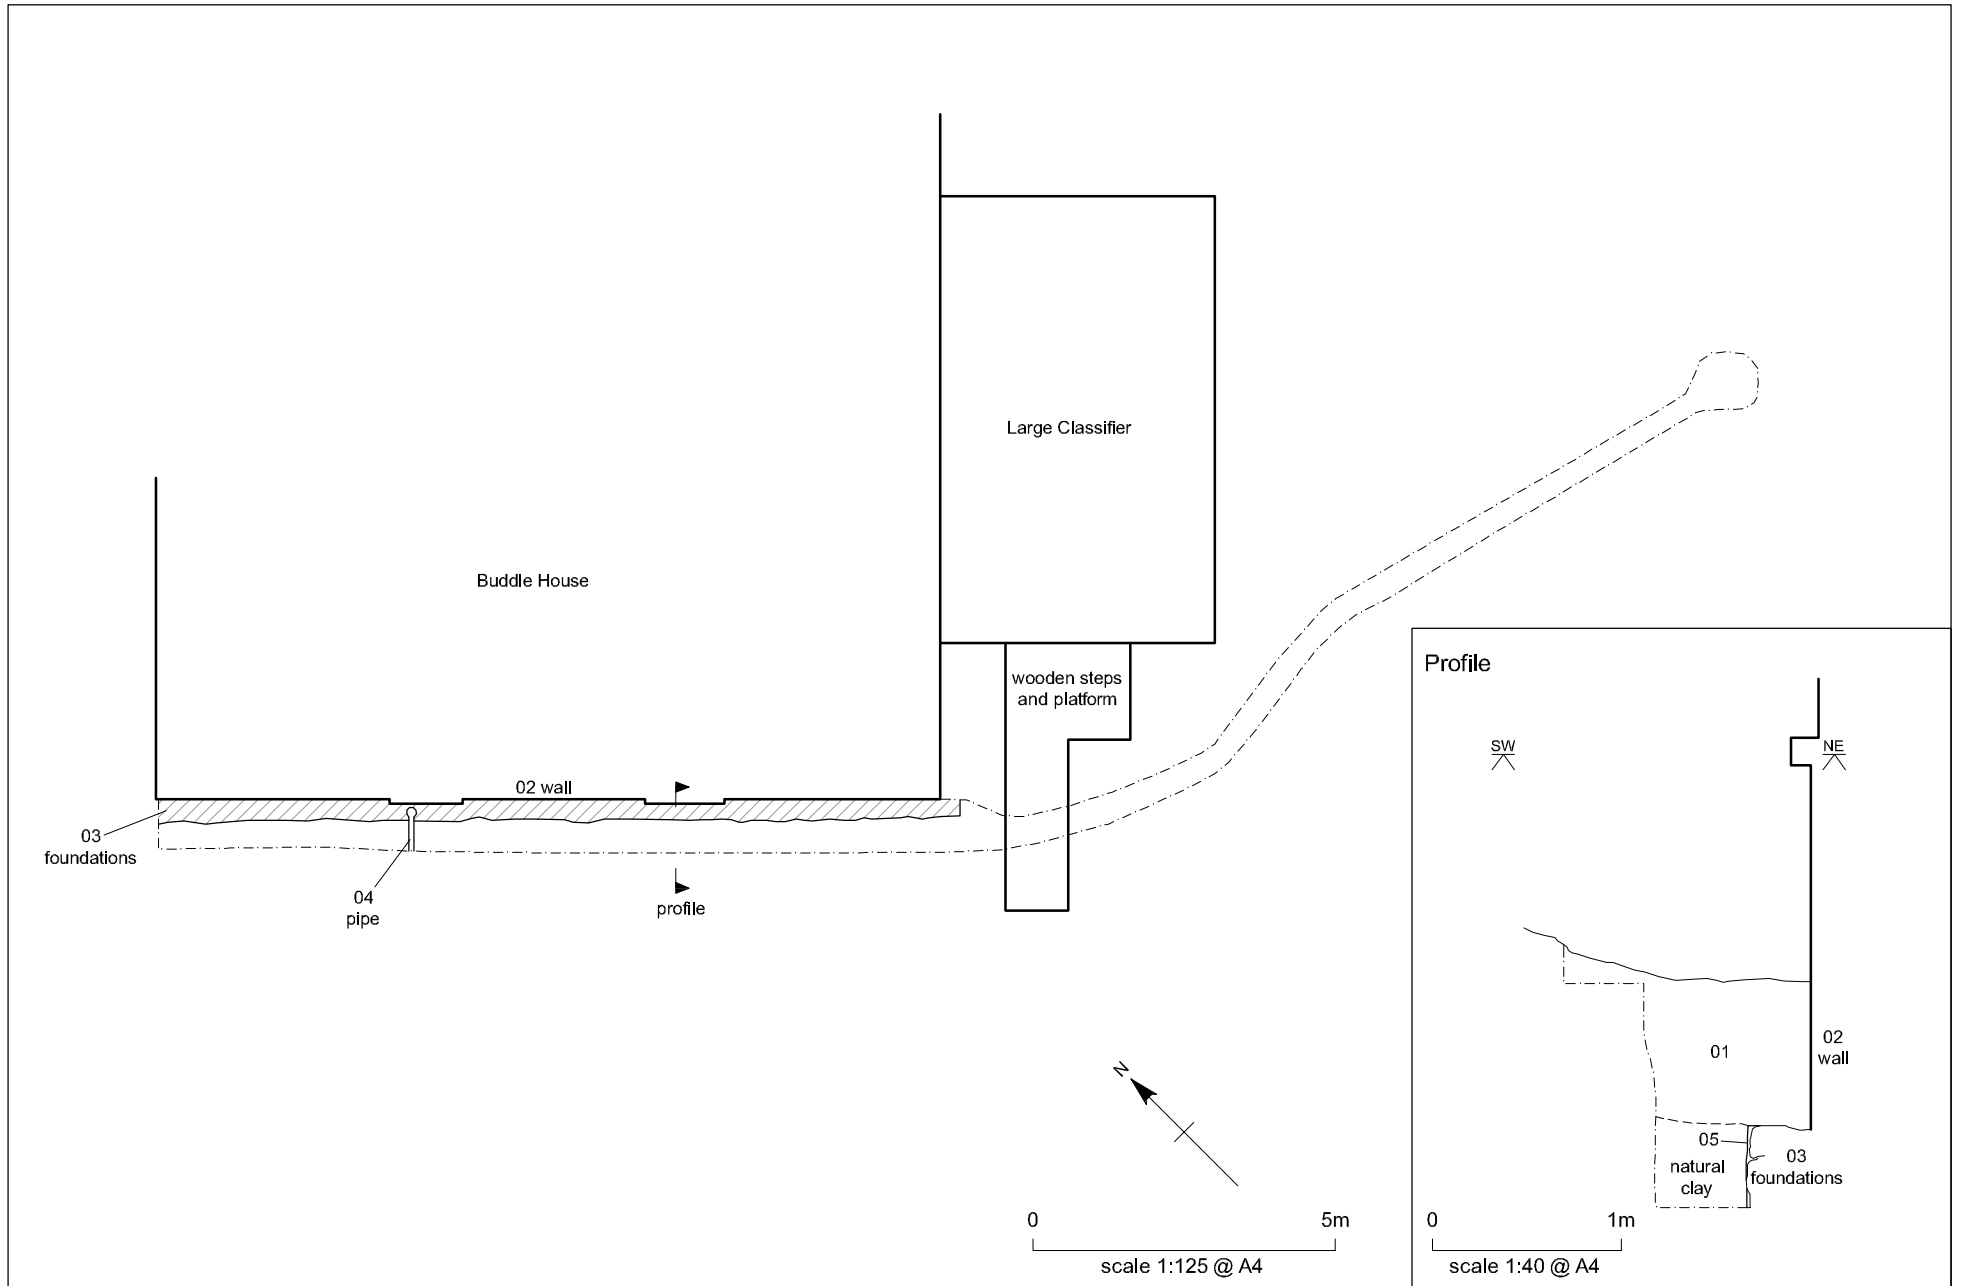 Large Classifier
Buddle House
wooden steps
and platform
02 wall
03
foundations
04
pipe
profile
N
0
5m
scale 1:125 @ A4
Profile
SW
NE
01
02
wall
05
natural
clay
03
foundations
0
1m
scale 1:40 @ A4